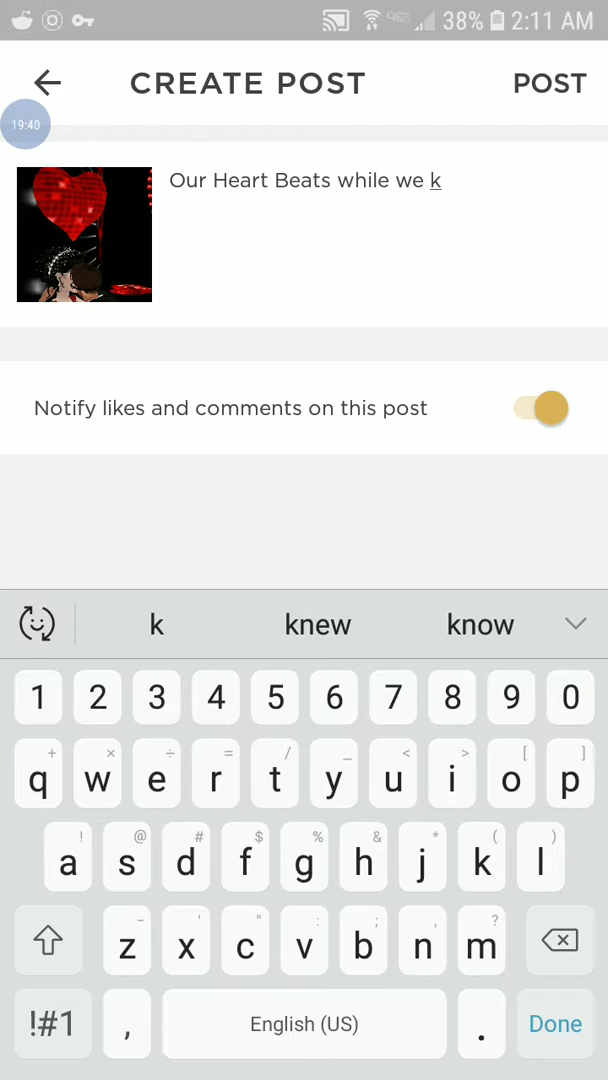 38% 2:11 AM
CREATE POST
POST
19:40
Our Heart Beats while we k
Notify likes and comments on this post
k knew know
1 2 3 4 5 6 7 8 9 0
+ × ÷ = / _ < > [ ]
q w e r t y u i o p
! @ # $ % & * ( )
a s d f g h j k l
- ' " : ; , ?
z x c v b n m
!#1 , English (US) . Done